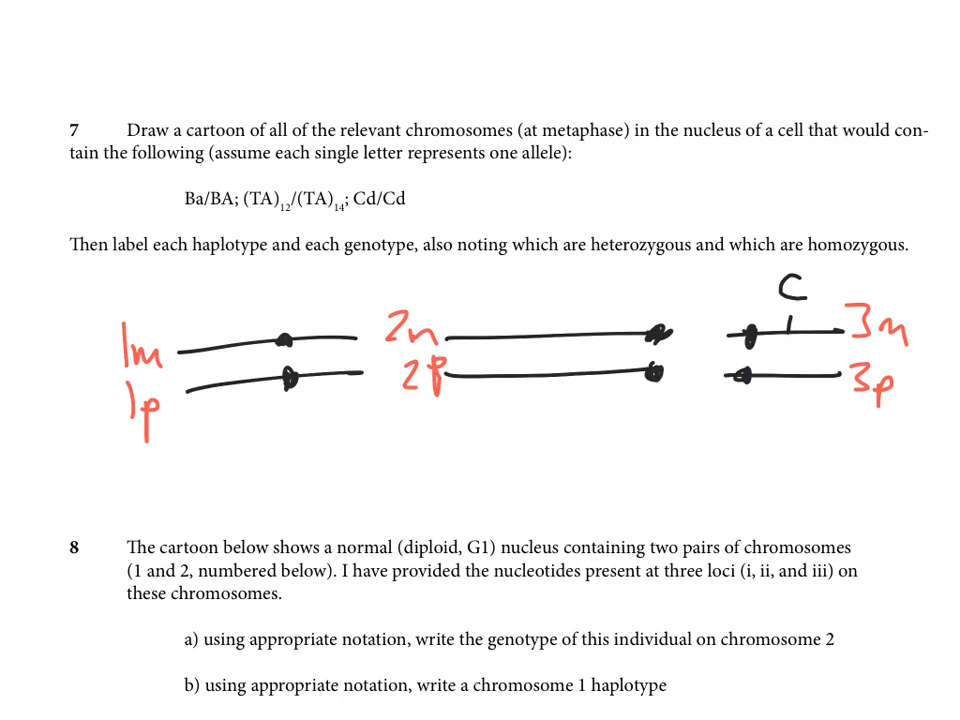 7 Draw a cartoon of all of the relevant chromosomes (at metaphase) in the nucleus of a cell that would con-
tain the following (assume each single letter represents one allele):
Ba/BA; (TA)12/(TA)14; Cd/Cd
Then label each haplotype and each genotype, also noting which are heterozygous and which are homozygous.
C
1m 2m 3m
1p 2p 3p
8 The cartoon below shows a normal (diploid, G1) nucleus containing two pairs of chromosomes
(1 and 2, numbered below). I have provided the nucleotides present at three loci (i, ii, and iii) on
these chromosomes.
a) using appropriate notation, write the genotype of this individual on chromosome 2
b) using appropriate notation, write a chromosome 1 haplotype